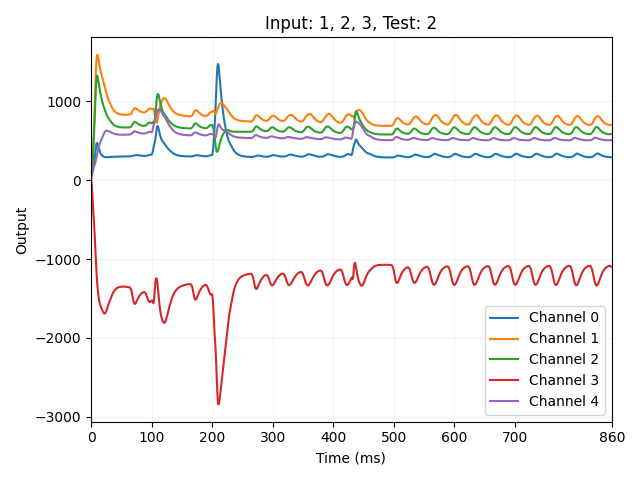 Input: 1, 2, 3, Test: 2
1000
0
−1000
−2000
−3000
Output
Channel 0
Channel 1
Channel 2
Channel 3
Channel 4
0 100 200 300 400 500 600 700 860
Time (ms)